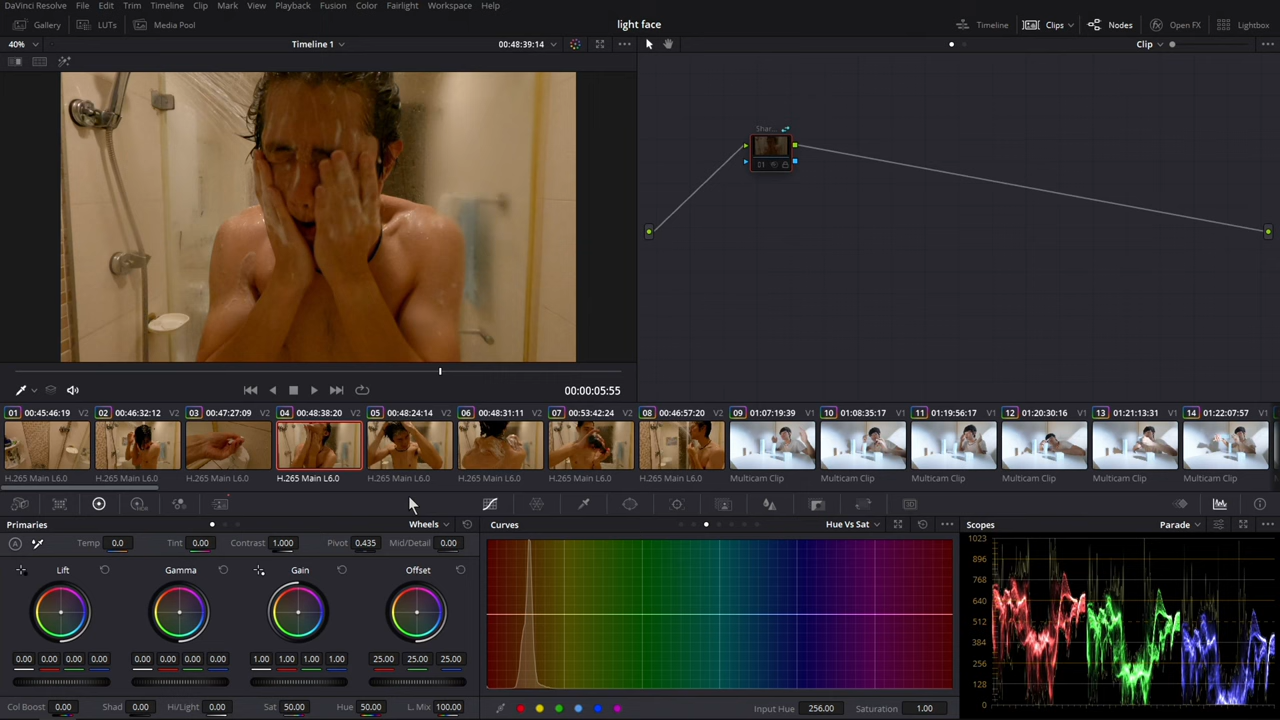 DaVinci Resolve File Edit Trim Timeline Clip Mark View Playback Fusion Color Fairlight Workspace Help
Gallery LUTs Media Pool light face Timeline Clips Nodes Open FX Lightbox
40% Timeline 1 00:48:39:14 Clip
Shar...
01
00:00:05:55
01 00:45:46:19 V2 02 00:46:32:12 V2 03 00:47:27:09 V2 04 00:48:38:20 V2 05 00:48:24:14 V2 06 00:48:31:11 V2 07 00:53:42:24 V2 08 00:46:57:20 V2 09 01:07:19:39 V1 10 01:08:35:17 V1 11 01:19:56:17 V1 12 01:20:30:16 V1 13 01:21:13:31 V1 14 01:22:07:57 V1
H.265 Main L6.0 H.265 Main L6.0 H.265 Main L6.0 H.265 Main L6.0 H.265 Main L6.0 H.265 Main L6.0 H.265 Main L6.0 H.265 Main L6.0 Multicam Clip Multicam Clip Multicam Clip Multicam Clip Multicam Clip Multicam Clip
Primaries Wheels Curves Hue Vs Sat Scopes Parade
Temp 0.0 Tint 0.00 Contrast 1.000 Pivot 0.435 Mid/Detail 0.00
Lift Gamma Gain Offset
0.00 0.00 0.00 0.00 0.00 0.00 0.00 0.00 1.00 1.00 1.00 1.00 25.00 25.00 25.00
Col Boost 0.00 Shad 0.00 Hi/Light 0.00 Sat 50.00 Hue 50.00 L. Mix 100.00
Input Hue 256.00 Saturation 1.00
1023
896
768
640
512
384
256
128
0